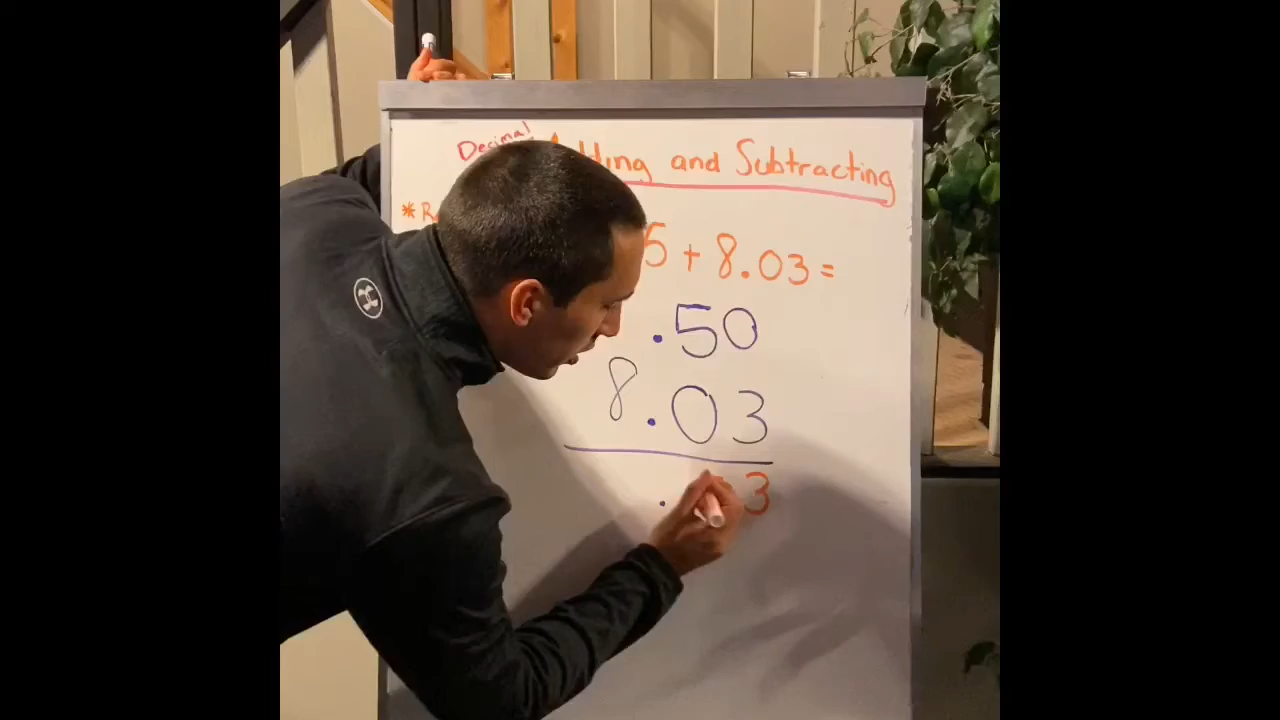 Decimal Adding and Subtracting
*
5 + 8.03 =
.50
8.03
. 3